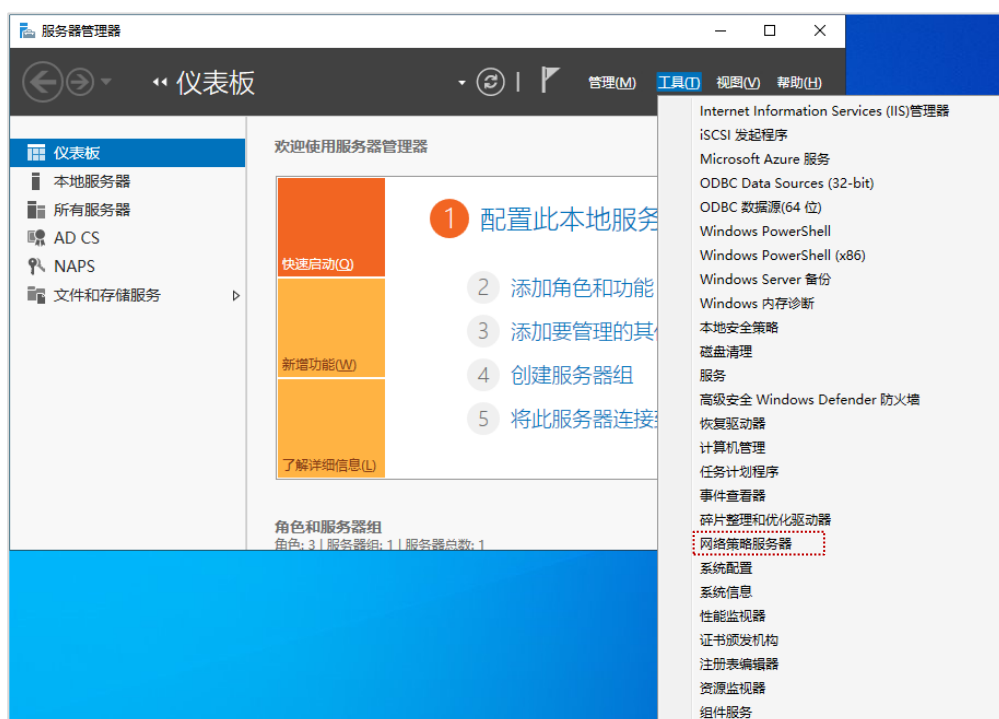 服务器管理器
仪表板
管理(M) 工具(T) 视图(V) 帮助(H)
仪表板
本地服务器
所有服务器
AD CS
NAPS
文件和存储服务
欢迎使用服务器管理器
快速启动(Q)
新增功能(W)
了解详细信息(L)
1 配置此本地服务
2 添加角色和功能
3 添加要管理的其
4 创建服务器组
5 将此服务器连接
角色和服务器组
角色: 3 | 服务器组: 1 | 服务器总数: 1
Internet Information Services (IIS)管理器
iSCSI 发起程序
Microsoft Azure 服务
ODBC Data Sources (32-bit)
ODBC 数据源(64 位)
Windows PowerShell
Windows PowerShell (x86)
Windows Server 备份
Windows 内存诊断
本地安全策略
磁盘清理
服务
高级安全 Windows Defender 防火墙
恢复驱动器
计算机管理
任务计划程序
事件查看器
碎片整理和优化驱动器
网络策略服务器
系统配置
系统信息
性能监视器
证书颁发机构
注册表编辑器
资源监视器
组件服务